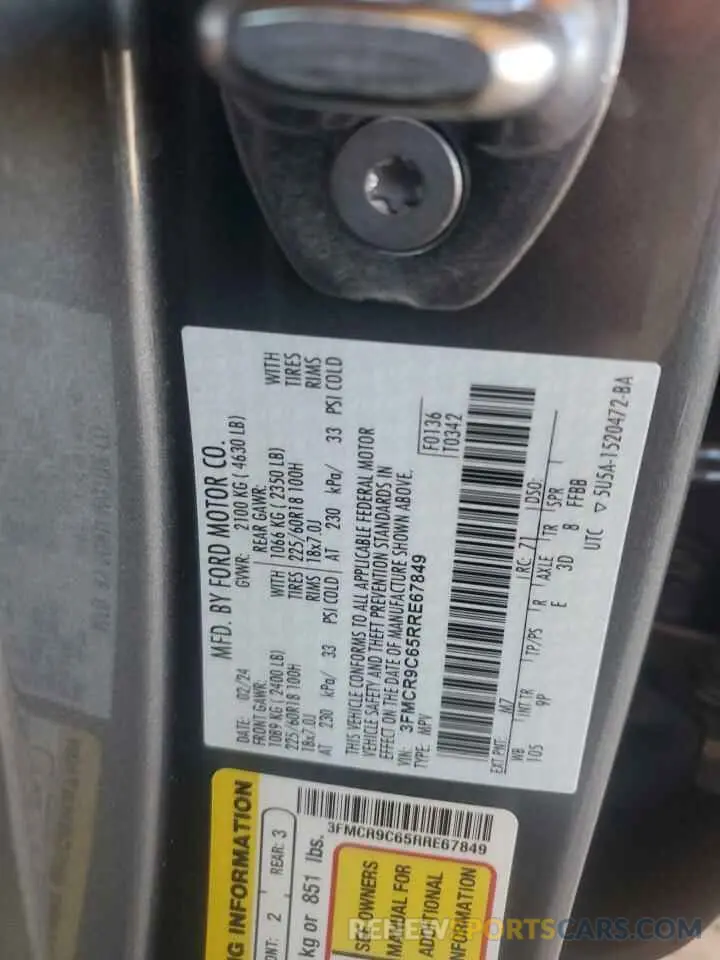 MFD. BY FORD MOTOR CO.
DATE: 02/24 GVWR: 2100 KG ( 4630 LB)
FRONT GAWR: REAR GAWR:
1089 KG ( 2400 LB) WITH 1066 KG ( 2350 LB) WITH
225/60R18 100H TIRES 225/60R18 100H TIRES
18x7.0J RIMS 18x7.0J RIMS
AT 230 kPa/ 33 PSI COLD AT 230 kPa/ 33 PSI COLD
THIS VEHICLE CONFORMS TO ALL APPLICABLE FEDERAL MOTOR
VEHICLE SAFETY AND THEFT PREVENTION STANDARDS IN
EFFECT ON THE DATE OF MANUFACTURE SHOWN ABOVE.
VIN: 3FMCR9C65RRE67849 F0136
TYPE: MPV T0342
EXT PNT: M7 RC: 71 DSO:
WB INT TR TP/PS R AXLE TR SPR
105 9P E 3D 8 FFBB
UTC ▽ 5U5A-1520472-BA
INFORMATION
2 REAR: 3
kg or 851 lbs.
3FMCR9C65RRE67849
SEE OWNERS
MANUAL FOR
ADDITIONAL
INFORMATION
REPAIRABLE
RENEWSPORTSCARS.COM